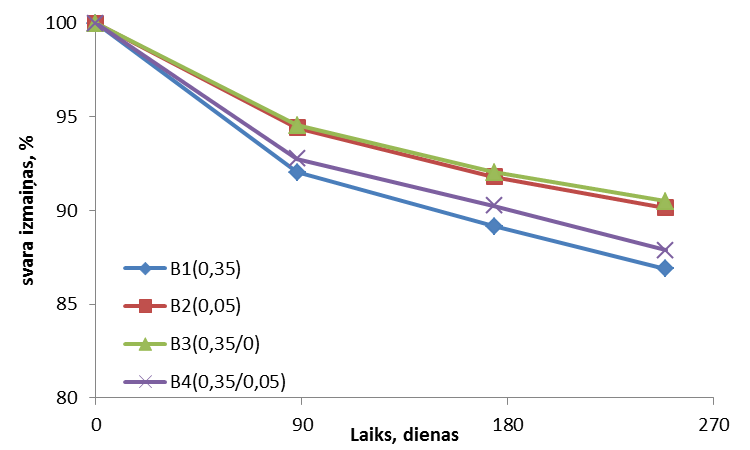 100
95
90
85
80
svara izmaiņas, %
B1(0,35)
B2(0,05)
B3(0,35/0)
B4(0,35/0,05)
0
90
180
270
Laiks, dienas